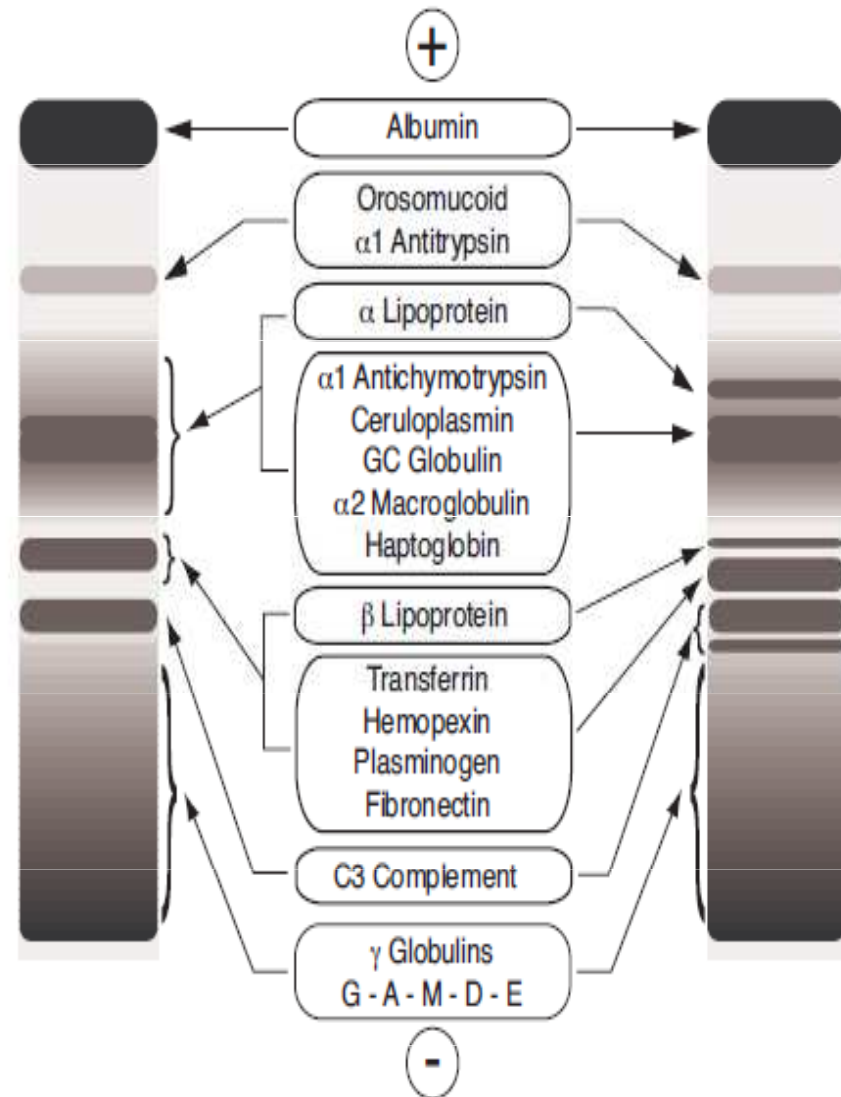 +
Albumin
Orosomucoid
α1 Antitrypsin
α Lipoprotein
α1 Antichymotrypsin
Ceruloplasmin
GC Globulin
α2 Macroglobulin
Haptoglobin
β Lipoprotein
Transferrin
Hemopexin
Plasminogen
Fibronectin
C3 Complement
γ Globulins
G - A - M - D - E
-